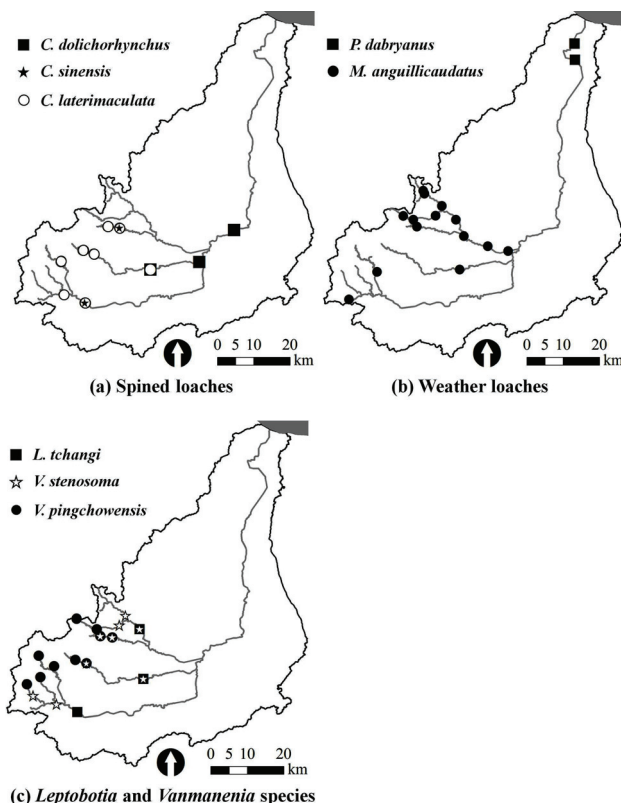 C. dolichorhynchus
C. sinensis
C. laterimaculata
0 5 10 20
km
(a) Spined loaches
P. dabryanus
M. anguillicaudatus
0 5 10 20
km
(b) Weather loaches
L. tchangi
V. stenosoma
V. pingchowensis
0 5 10 20
km
(c) Leptobotia and Vanmanenia species